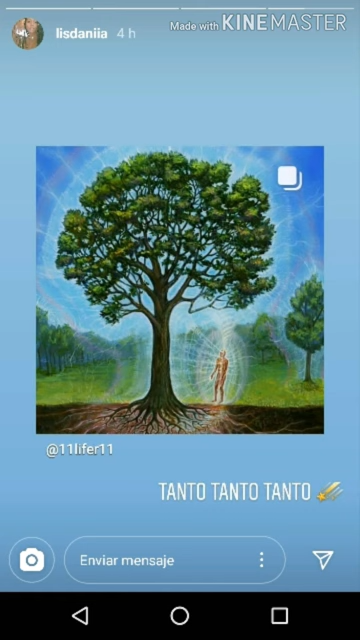 Made with KINEMASTER
lisdaniia 4 h
@11lifer11
TANTO TANTO TANTO
Enviar mensaje